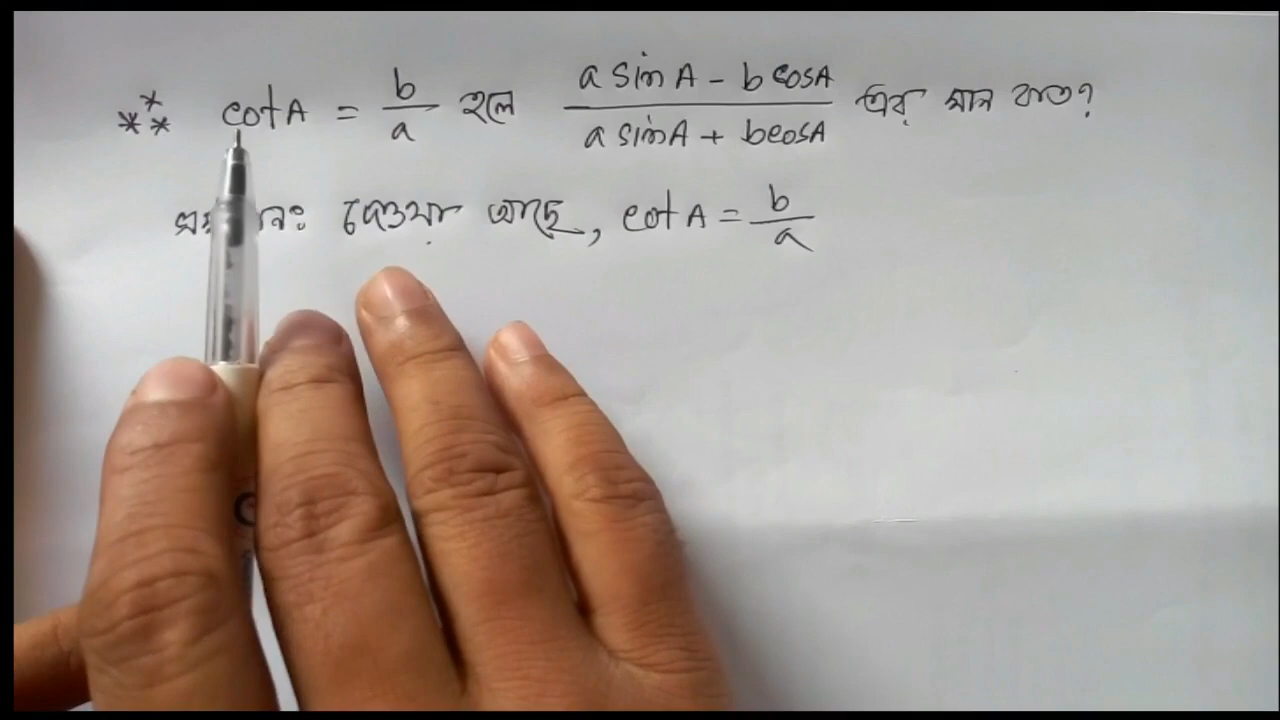 *** cotA = b/a হলে (a sinA - b cosA)/(a sinA + b cosA) এর মান কত?
দেওয়া আছে, cotA = b/a